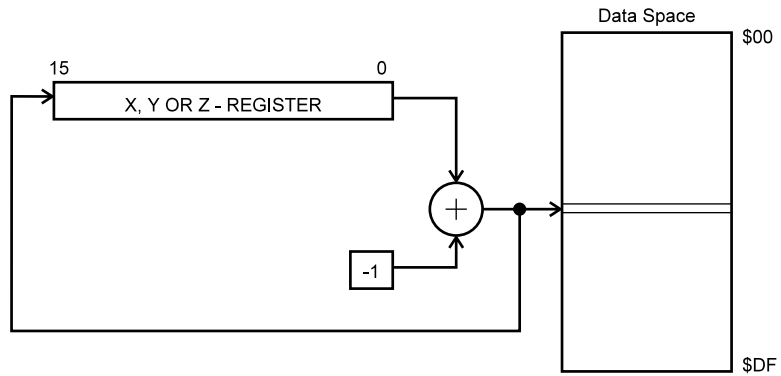 Data Space
$00
15 0
X, Y OR Z - REGISTER
+
-1
$DF